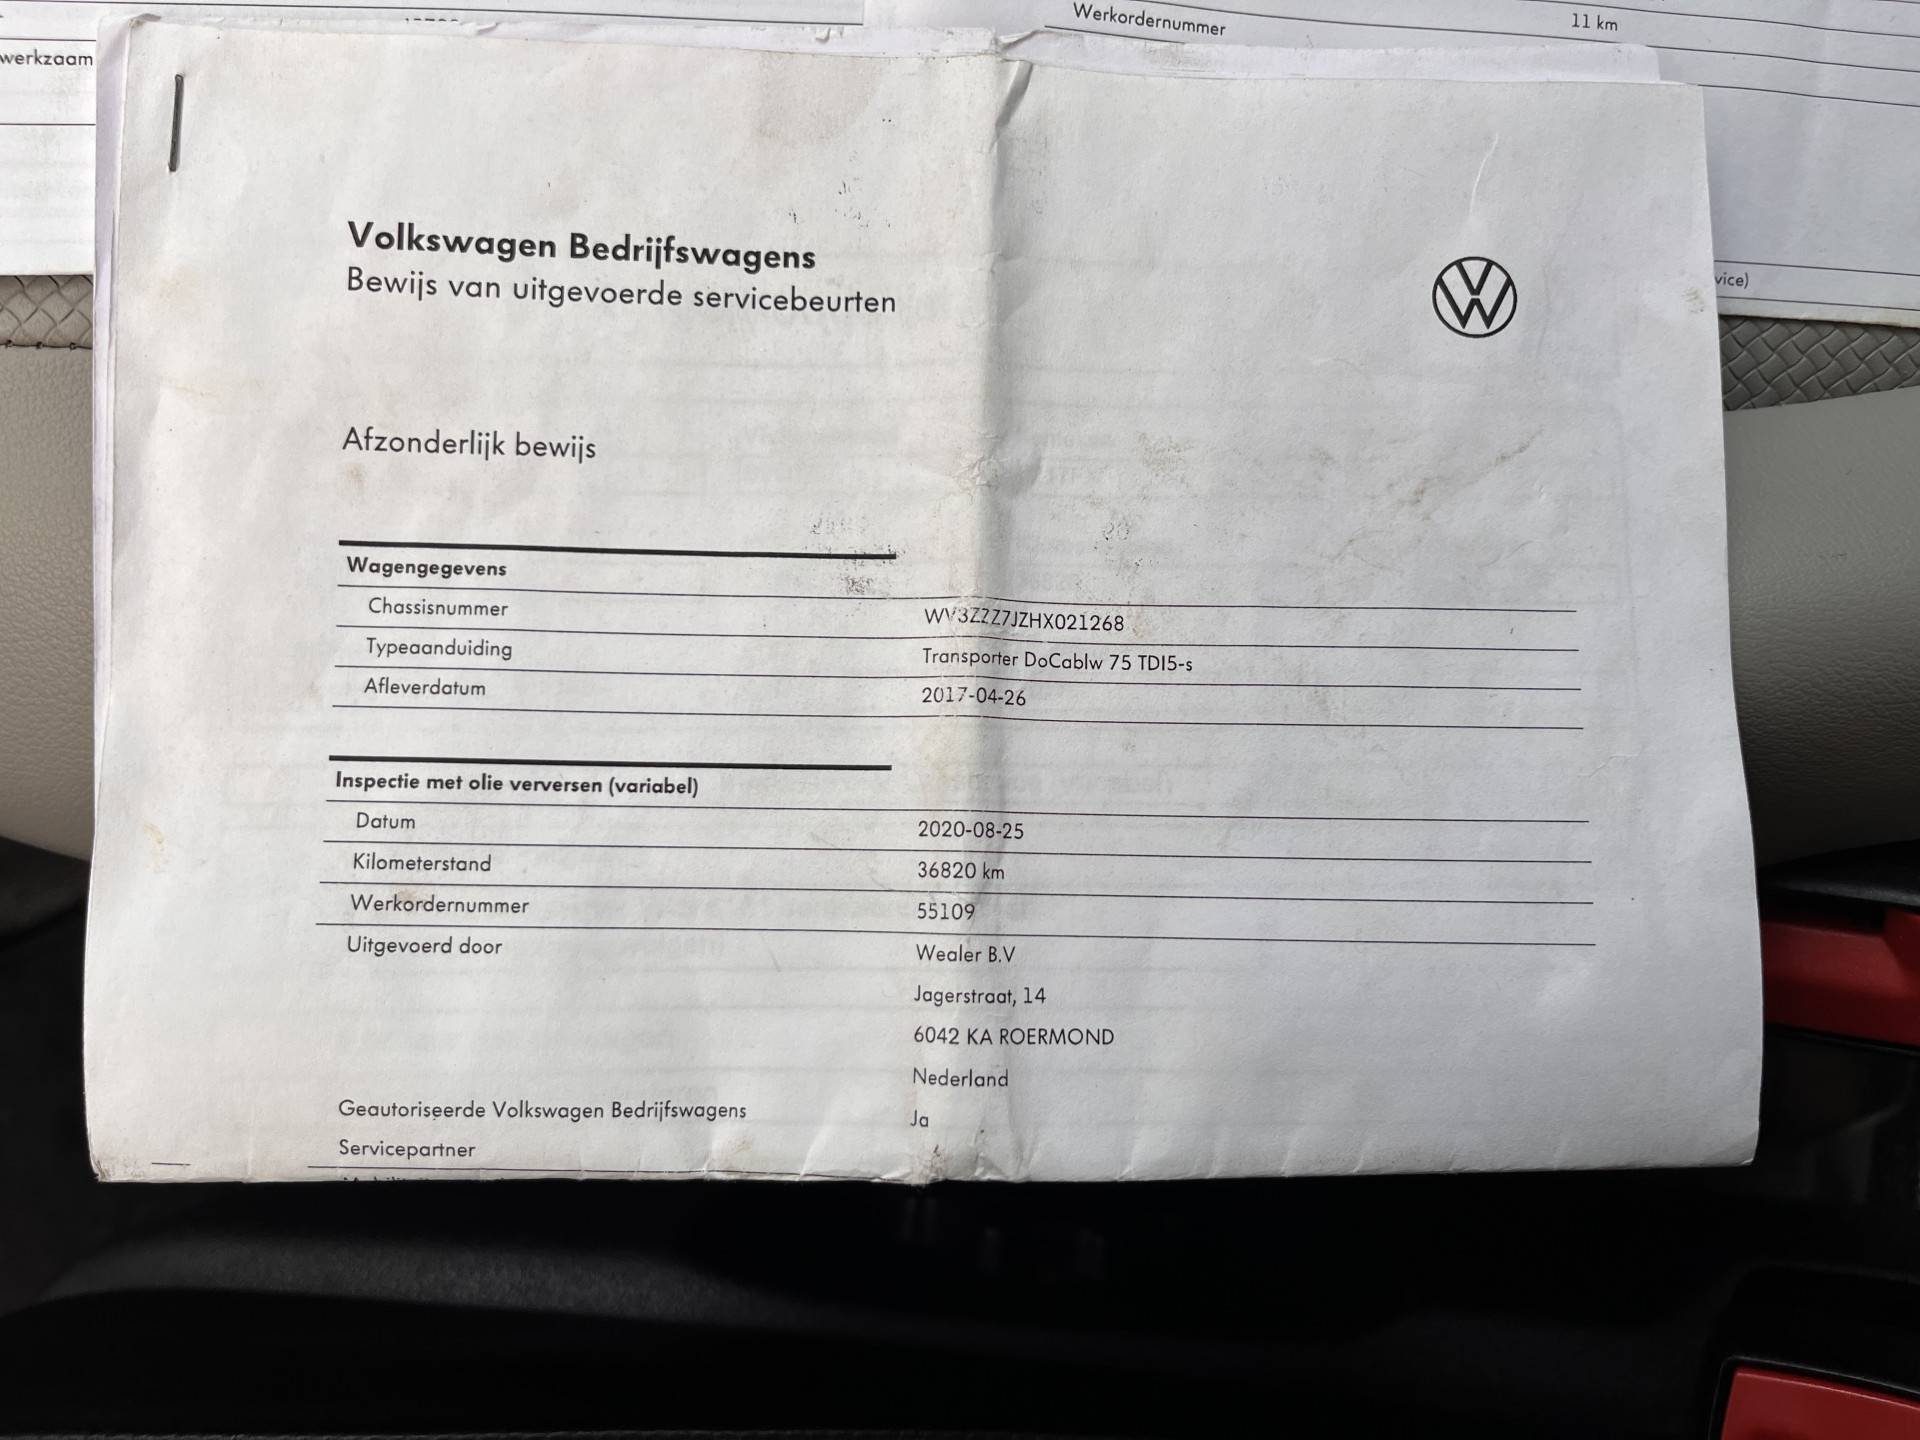 Werkordernummer
11 km
werkzaam
vice)
Volkswagen Bedrijfswagens
Bewijs van uitgevoerde servicebeurten
Afzonderlijk bewijs
Wagengegevens
Chassisnummer WV3ZZZ7JZHX021268
Typeaanduiding Transporter DoCablw 75 TDI5-s
Afleverdatum 2017-04-26
Inspectie met olie verversen (variabel)
Datum 2020-08-25
Kilometerstand 36820 km
Werkordernummer 55109
Uitgevoerd door Wealer B.V
Jagerstraat, 14
6042 KA ROERMOND
Nederland
Geautoriseerde Volkswagen Bedrijfswagens Ja
Servicepartner